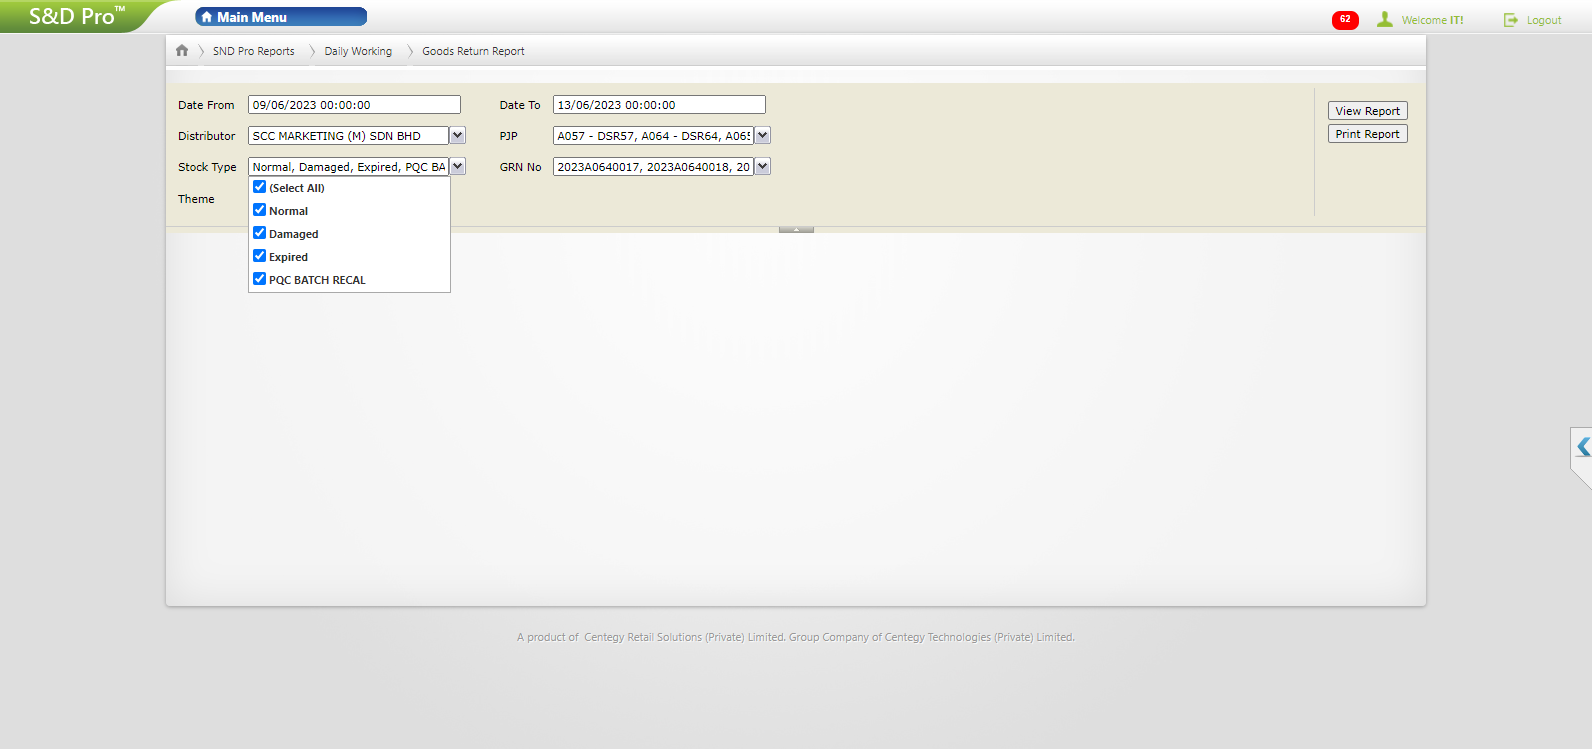 S&D Pro™
Main Menu
62
Welcome IT!
Logout
SND Pro Reports
Daily Working
Goods Return Report
Date From
09/06/2023 00:00:00
Date To
13/06/2023 00:00:00
View Report
Distributor
SCC MARKETING (M) SDN BHD
PJP
A057 - DSR57, A064 - DSR64, A065
Print Report
Stock Type
Normal, Damaged, Expired, PQC BA
GRN No
2023A0640017, 2023A0640018, 20
(Select All)
Theme
Normal
Damaged
Expired
PQC BATCH RECAL
A product of Centegy Retail Solutions (Private) Limited. Group Company of Centegy Technologies (Private) Limited.